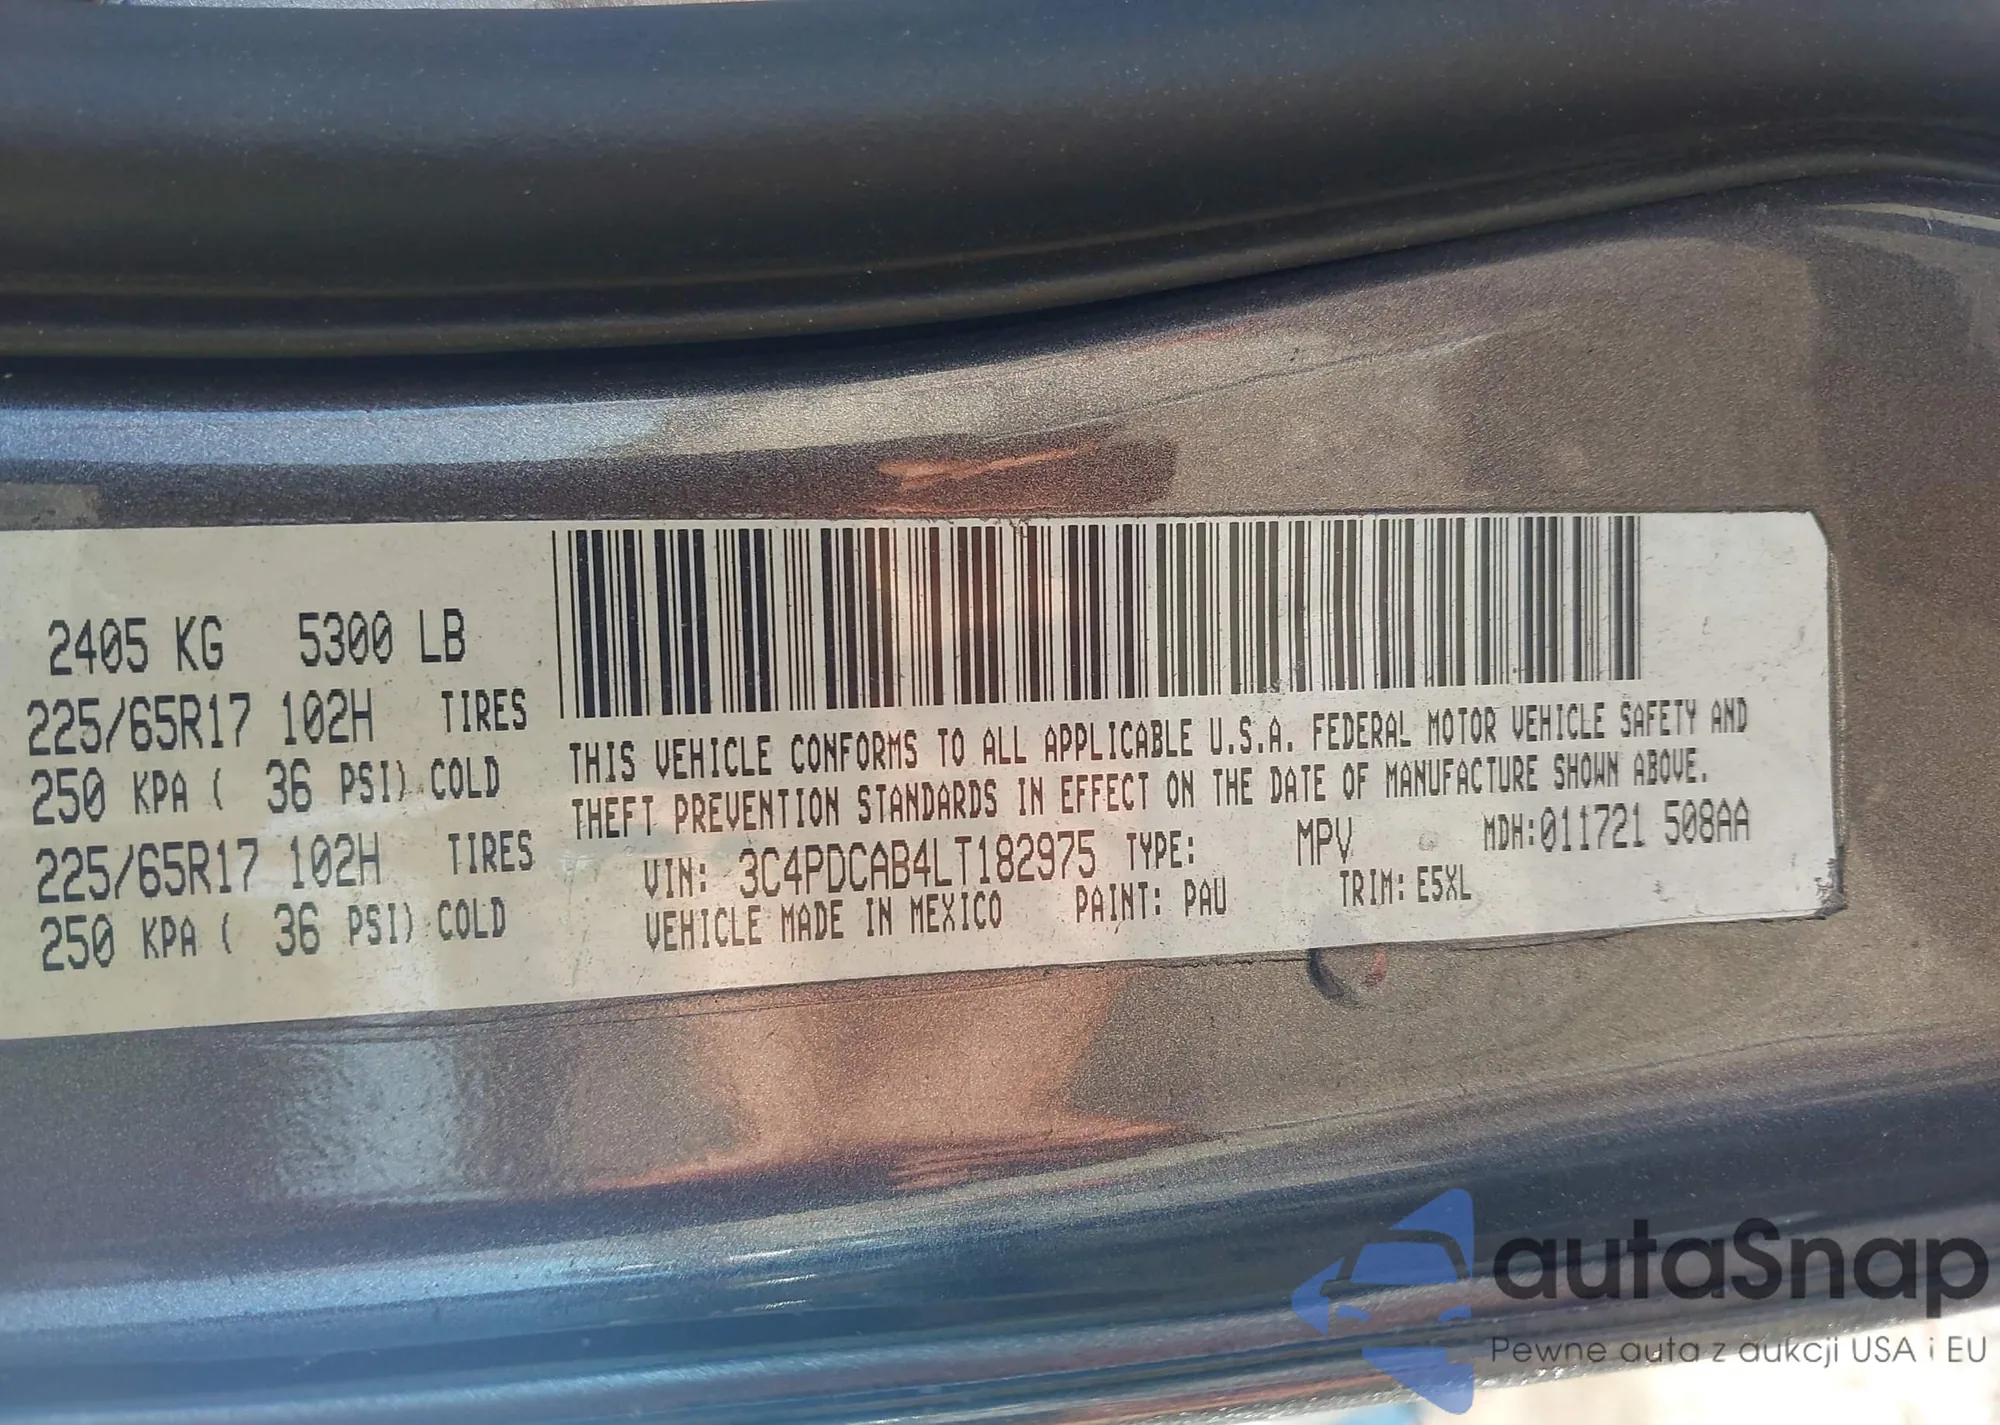 2405 KG 5300 LB
225/65R17 102H TIRES
250 KPA ( 36 PSI) COLD
225/65R17 102H TIRES
250 KPA ( 36 PSI) COLD
THIS VEHICLE CONFORMS TO ALL APPLICABLE U.S.A. FEDERAL MOTOR VEHICLE SAFETY AND
THEFT PREVENTION STANDARDS IN EFFECT ON THE DATE OF MANUFACTURE SHOWN ABOVE.
VIN: 3C4PDCAB4LT182975 TYPE: MPV MDH:011721 508AA
VEHICLE MADE IN MEXICO PAINT: PAU TRIM: E5XL
autaSnap
Pewne auta z aukcji USA i EU